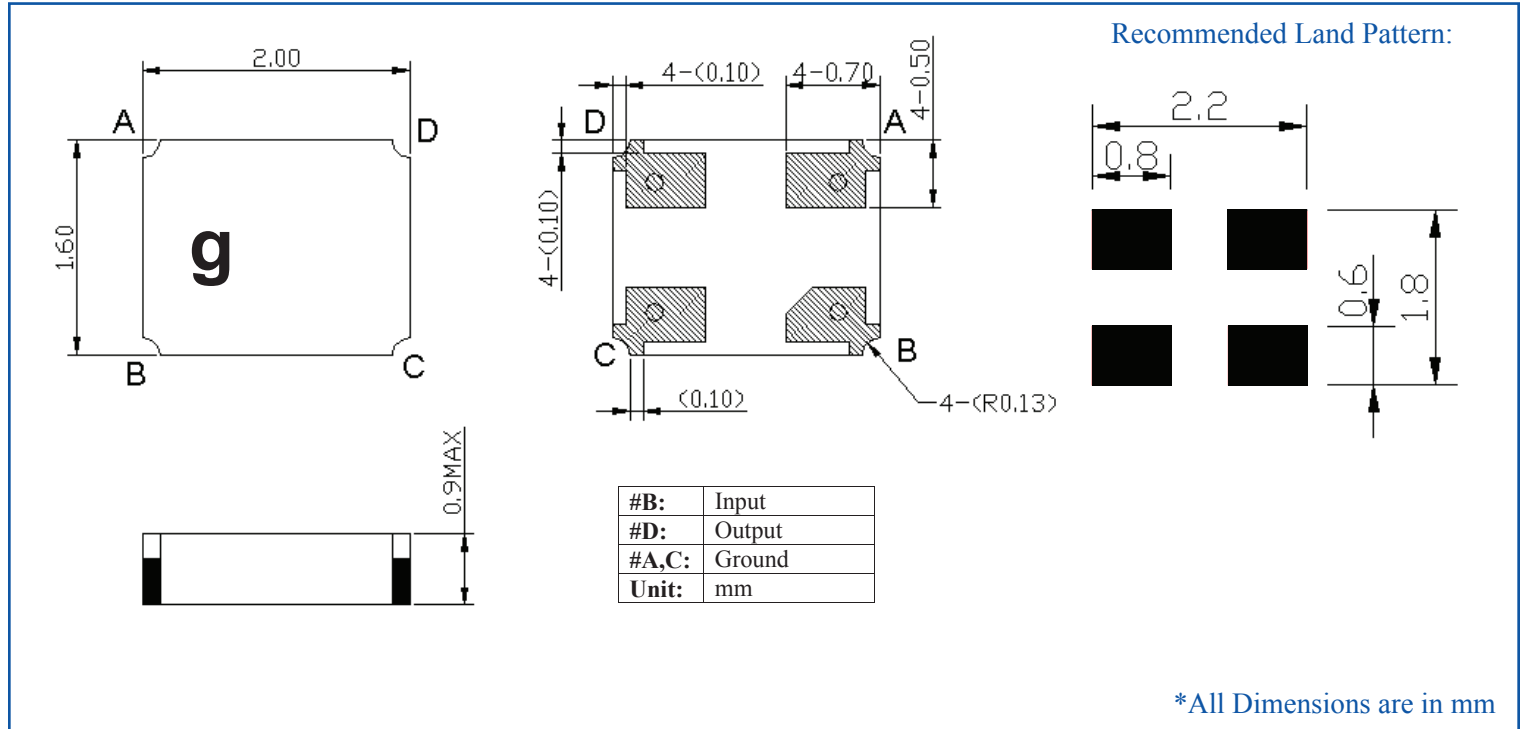 Recommended Land Pattern:
2.00
A
D
1.60
g
B
C
4-(0.10)
4-0.70
4-0.50
D
A
4-(0.10)
C
B
(0.10)
4-(R0.13)
2.2
0.8
0.6
1.8
0.9MAX
#B: Input
#D: Output
#A,C: Ground
Unit: mm
*All Dimensions are in mm